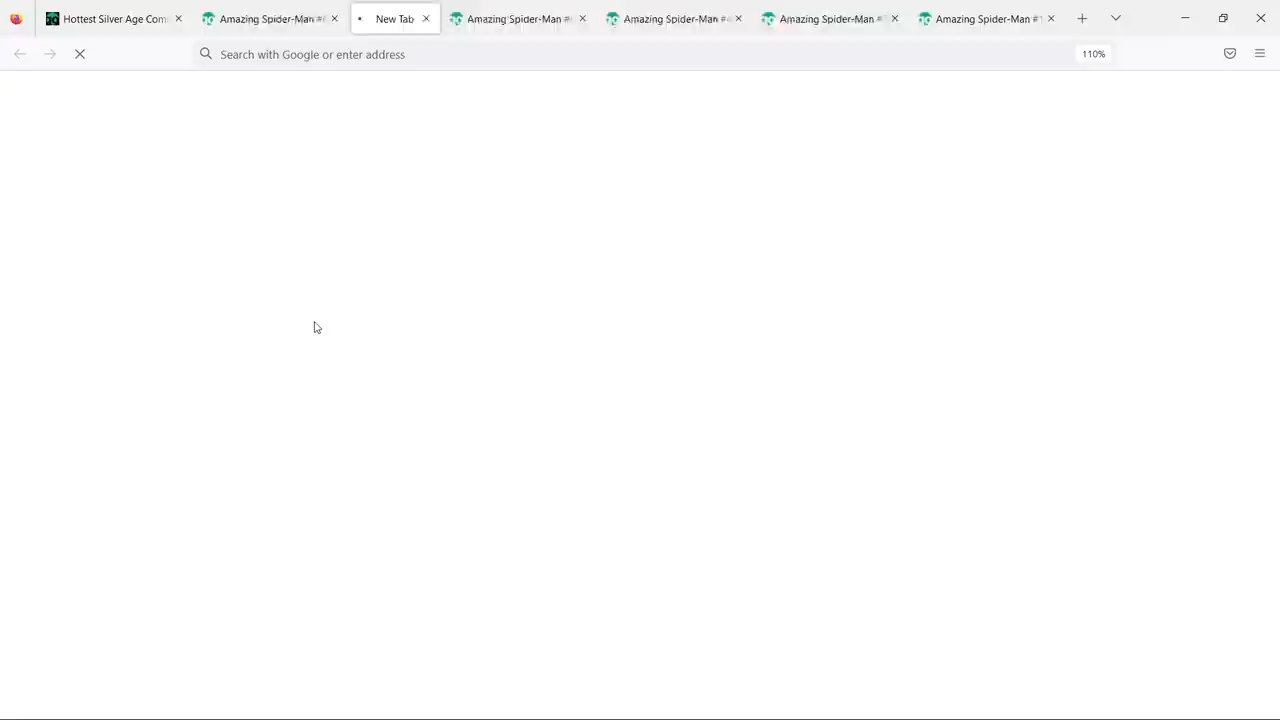 Hottest Silver Age Com
Amazing Spider-Man
New Tab
Amazing Spider-Man
Amazing Spider-Man
Amazing Spider-Man
Amazing Spider-Man
Search with Google or enter address
110%